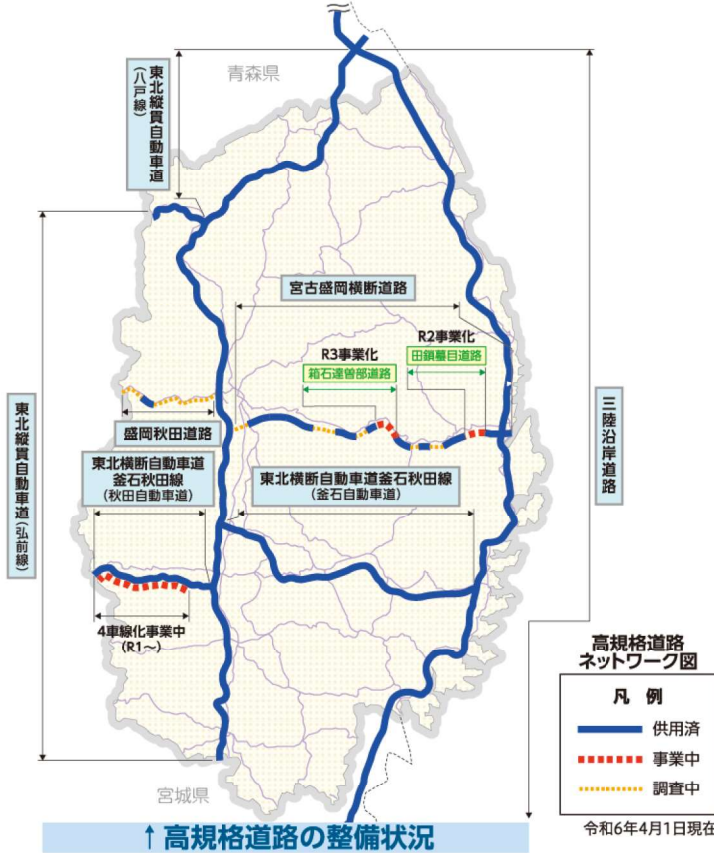 青森県
東北縦貫自動車道
(八戸線)
宮古盛岡横断道路
R3事業化
箱石達曽部道路
R2事業化
田鎖蟇目道路
盛岡秋田道路
東北横断自動車道
釜石秋田線
(秋田自動車道)
東北横断自動車道釜石秋田線
(釜石自動車道)
東北縦貫自動車道(弘前線)
三陸沿岸道路
4車線化事業中
(R1~)
宮城県
高規格道路
ネットワーク図
凡 例
供用済
事業中
調査中
令和6年4月1日現在
↑高規格道路の整備状況